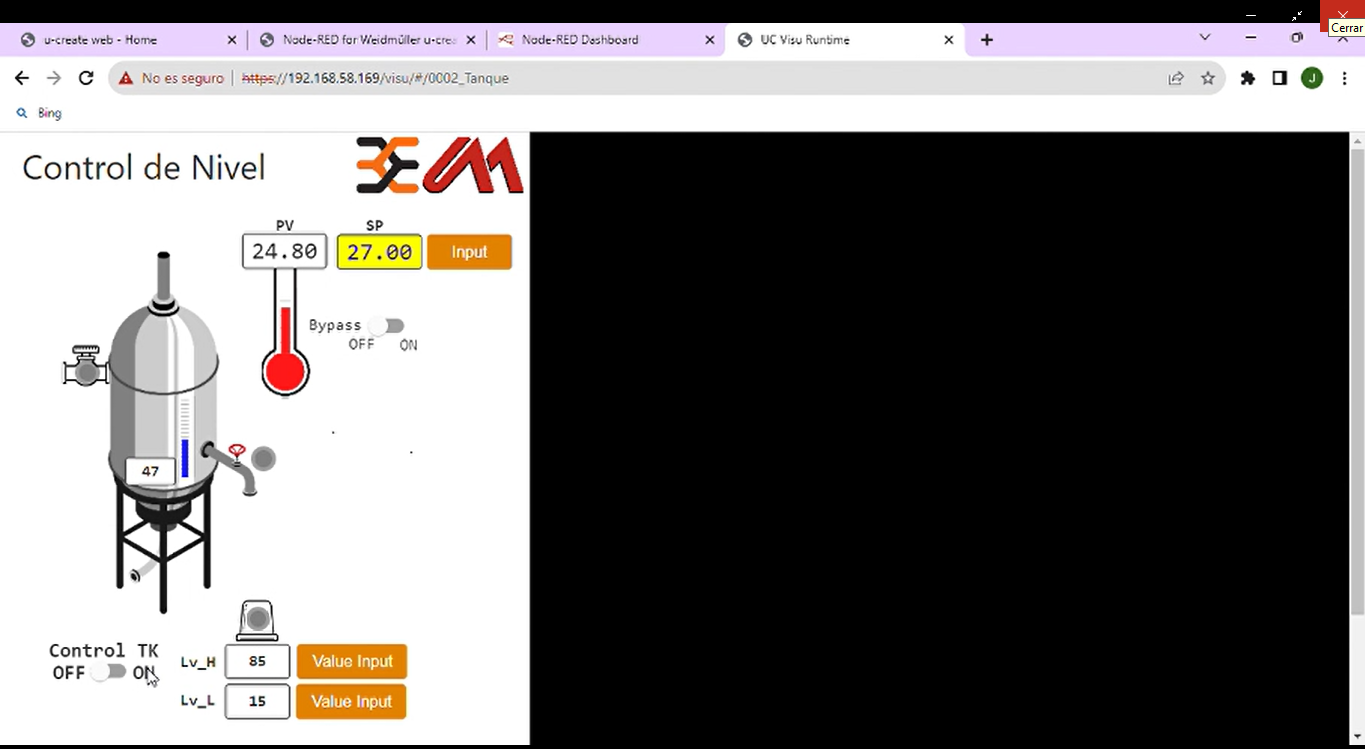 Cerrar
u-create web - Home
Node-RED for Weidmüller u-crea
Node-RED Dashboard
UC Visu Runtime
No es seguro
https://192.168.58.169/visu/#/0002_Tanque
J
Bing
Control de Nivel
PV
SP
24.80
27.00
Input
Bypass
OFF
ON
47
Control TK
OFF
ON
Lv_H
85
Value Input
Lv_L
15
Value Input